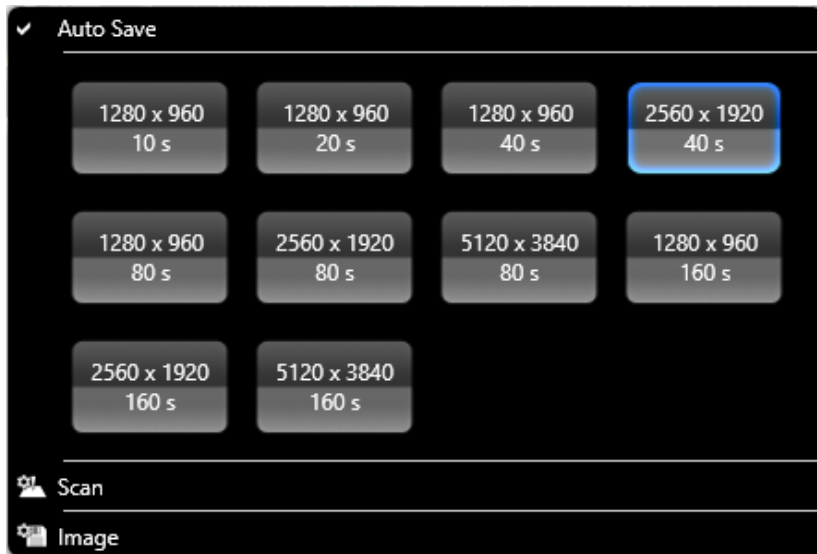 Auto Save
1280 x 960
10 s
1280 x 960
20 s
1280 x 960
40 s
2560 x 1920
40 s
1280 x 960
80 s
2560 x 1920
80 s
5120 x 3840
80 s
1280 x 960
160 s
2560 x 1920
160 s
5120 x 3840
160 s
Scan
Image